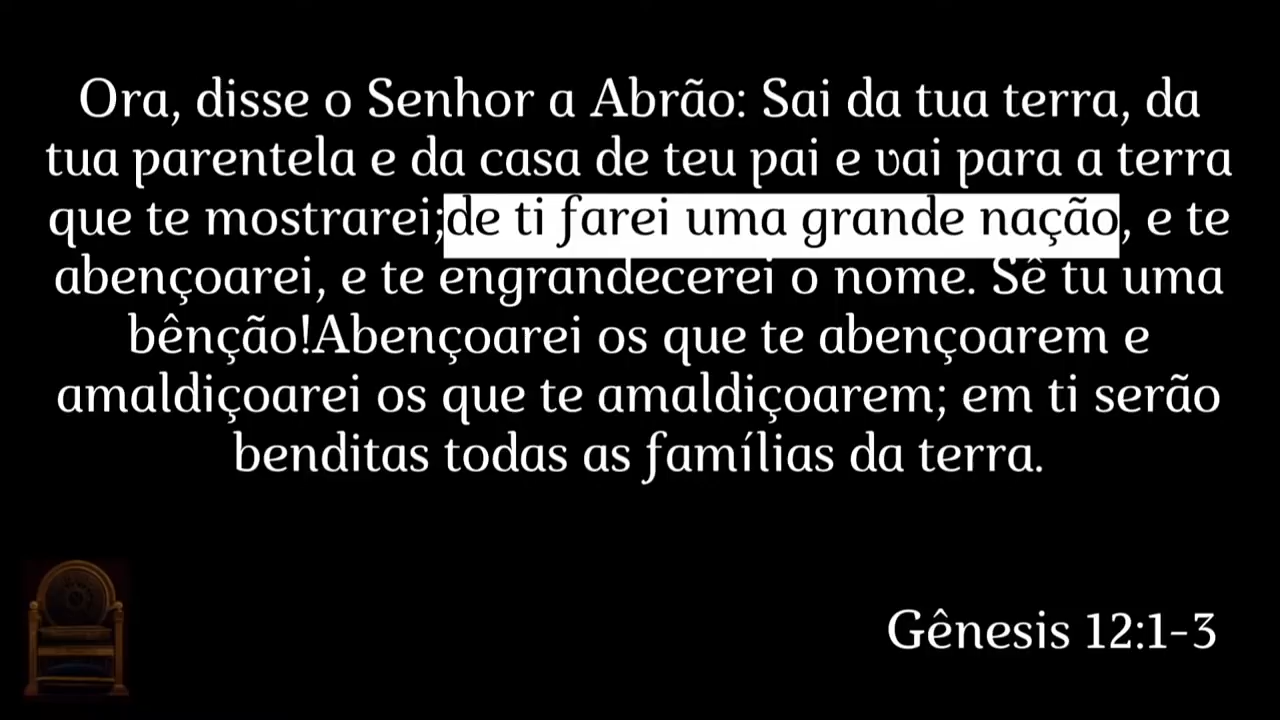 Ora, disse o Senhor a Abrão: Sai da tua terra, da
tua parentela e da casa de teu pai e vai para a terra
que te mostrarei;de ti farei uma grande nação, e te
abençoarei, e te engrandecerei o nome. Sê tu uma
bênção!Abençoarei os que te abençoarem e
amaldiçoarei os que te amaldiçoarem; em ti serão
benditas todas as famílias da terra.
Gênesis 12:1-3